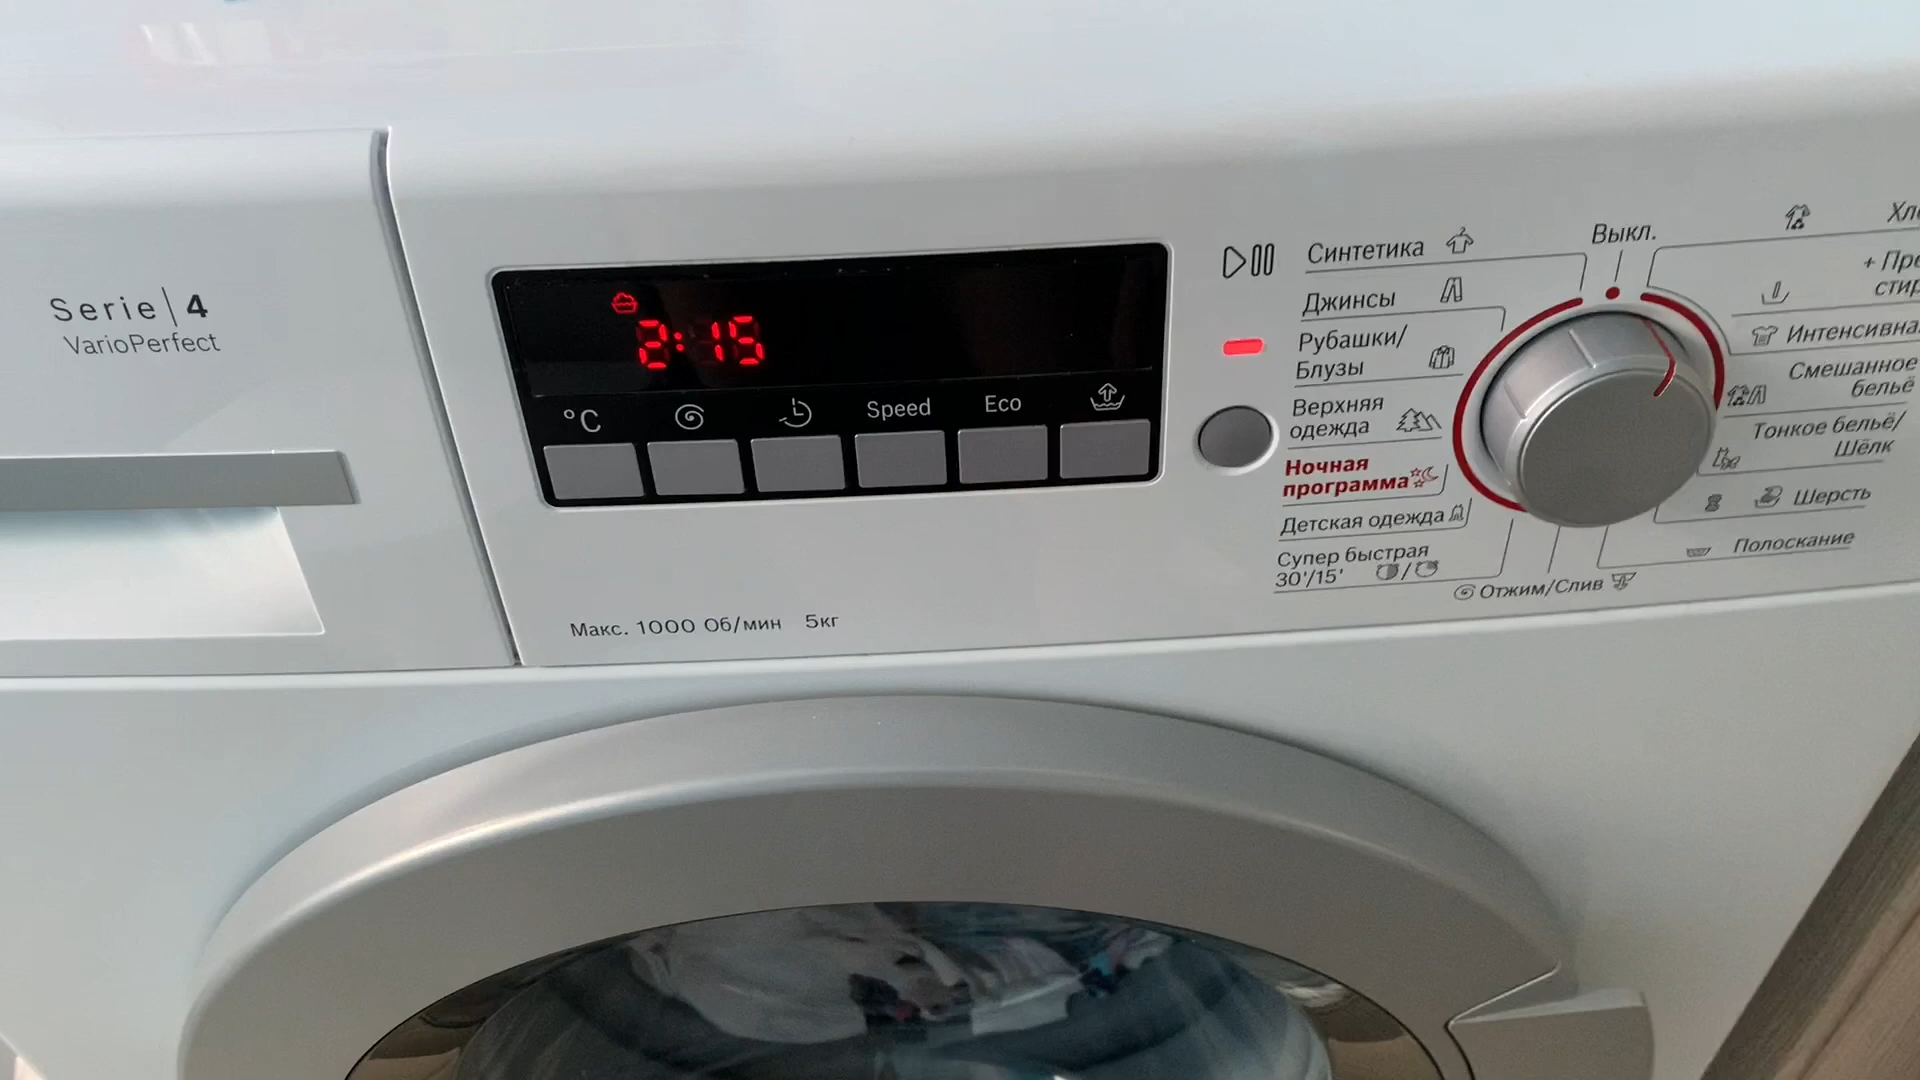 Serie | 4
VarioPerfect
2:15
°C
Speed
Eco
Макс. 1000 Об/мин 5кг
Синтетика
Джинсы
Рубашки/
Блузы
Верхняя
одежда
Ночная
программа
Детская одежда
Супер быстрая
30'/15'
Выкл.
Отжим/Слив
Смешанное
бельё
Тонкое бельё/
Шёлк
Шерсть
Полоскание